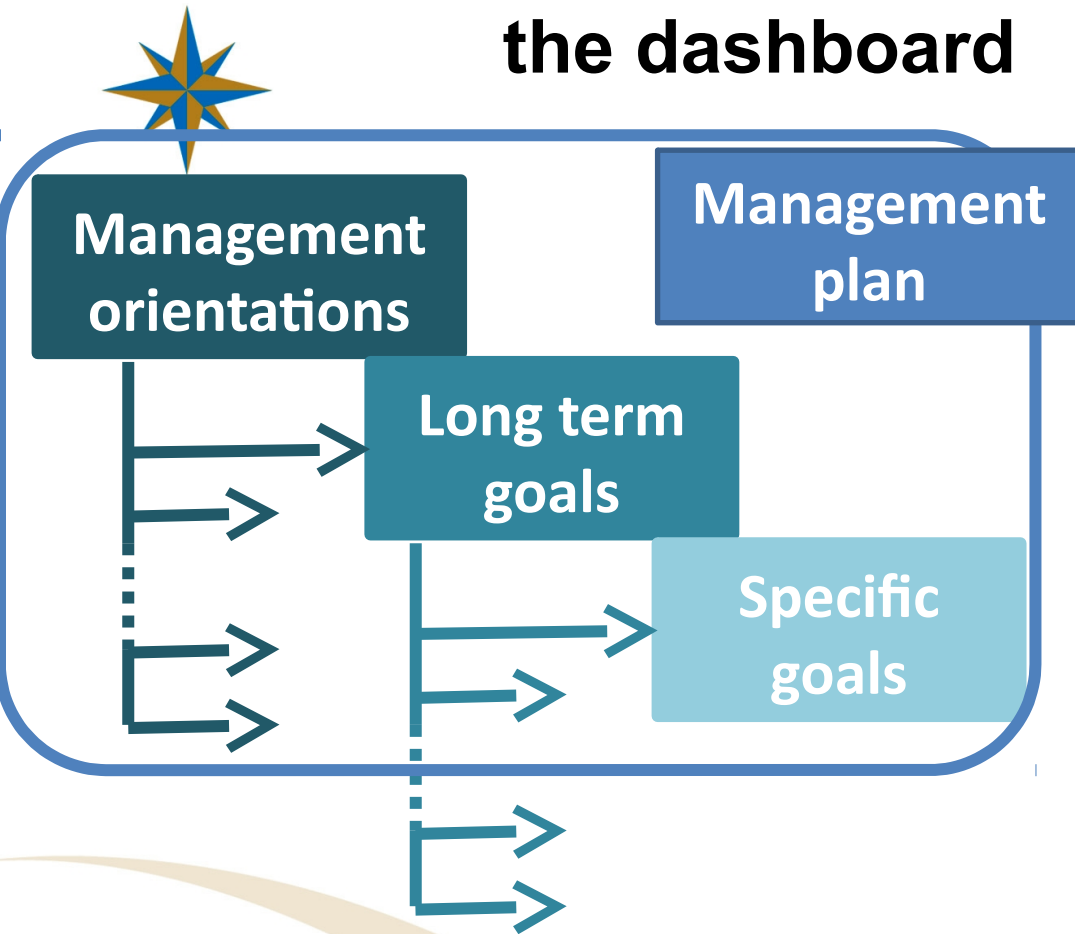 the dashboard
Management
orientations
Management
plan
Long term
goals
Specific
goals